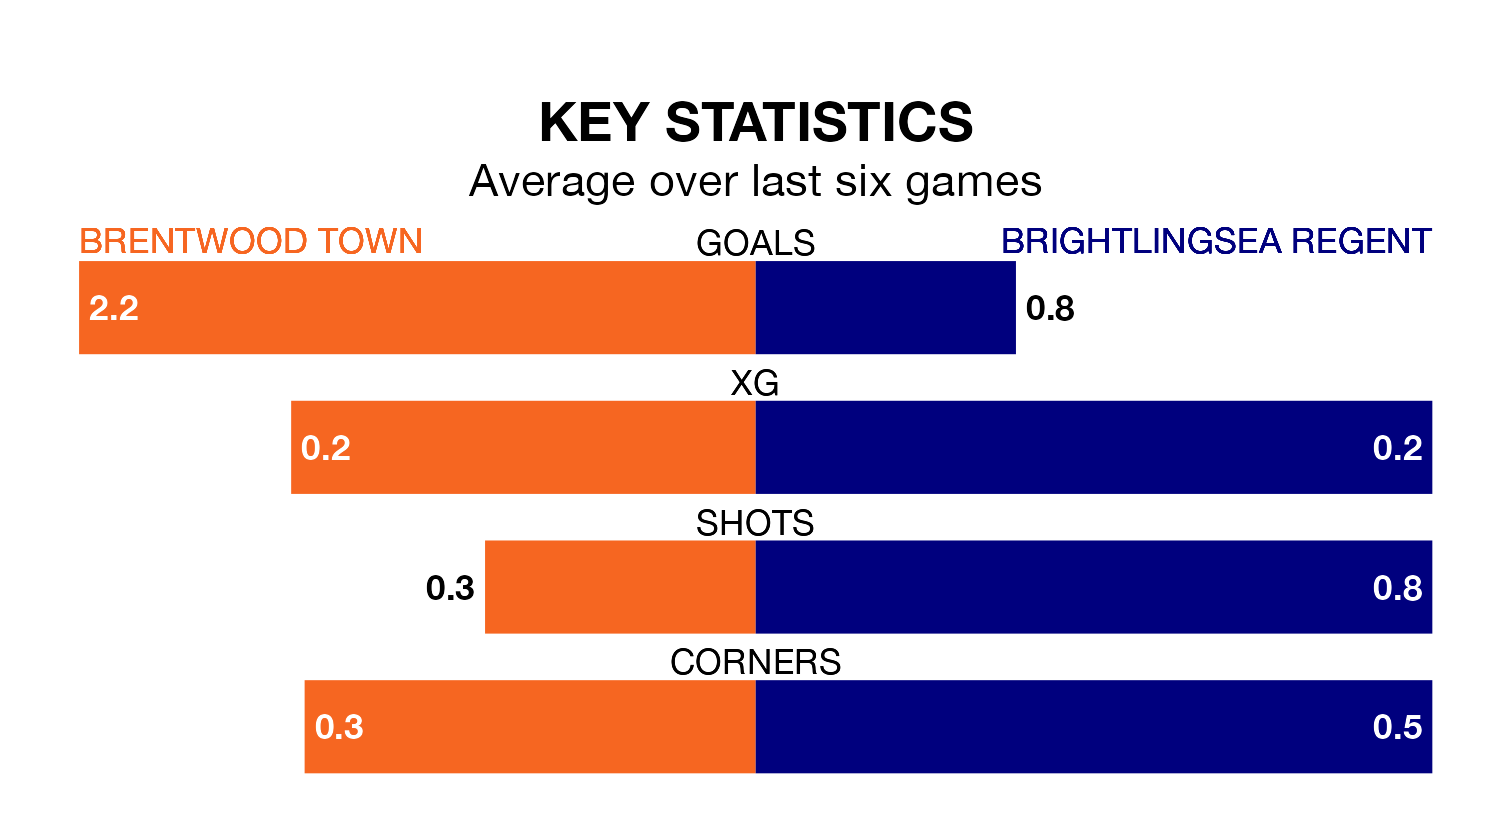 KEY STATISTICS
Average over last six games
BRENTWOOD TOWN GOALS BRIGHTLINGSEA REGENT
2.2 0.8
XG
0.2 0.2
SHOTS
0.3 0.8
CORNERS
0.3 0.5